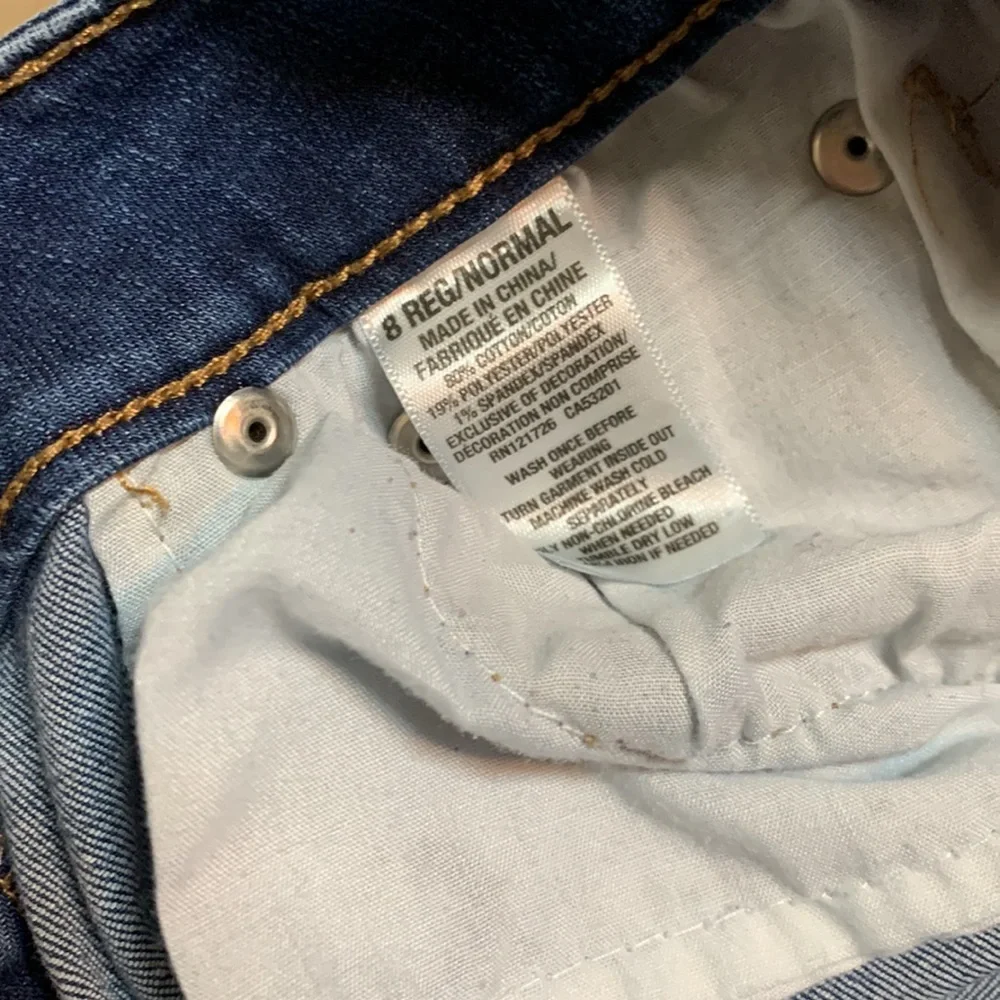 8 REG/NORMAL
MADE IN CHINA/
FABRIQUÉ EN CHINE
80% COTTON/COTON
19% POLYESTER/POLYESTER
1% SPANDEX/SPANDEX
EXCLUSIVE OF DECORATION/
DÉCORATION NON COMPRISE
RN121726 CA53201
WASH ONCE BEFORE
WEARING
TURN GARMENT INSIDE OUT
MACHINE WASH COLD
SEPARATELY
NON-CHLORINE BLEACH
WHEN NEEDED
TUMBLE DRY LOW
IF NEEDED